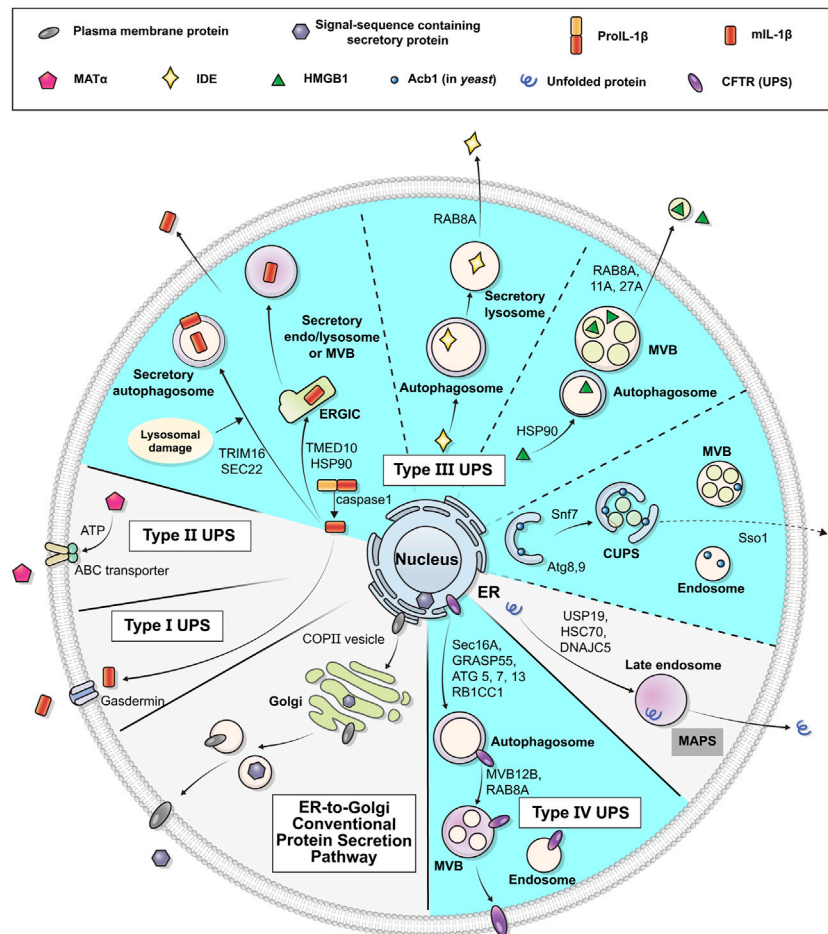 Plasma membrane protein
Signal-sequence containing
secretory protein
ProIL-1β
mIL-1β
MATα
IDE
HMGB1
Acb1 (in yeast)
Unfolded protein
CFTR (UPS)
RAB8A
Secretory
lysosome
Autophagosome
RAB8A,
11A, 27A
MVB
Autophagosome
HSP90
Secretory
endo/lysosome
or MVB
Secretory
autophagosome
ERGIC
Lysosomal
damage
TRIM16
SEC22
TMED10
HSP90
caspase1
Type III UPS
MVB
Snf7
CUPS
Atg8,9
Sso1
Endosome
Type II UPS
ATP
ABC transporter
Nucleus
ER
Type I UPS
Gasdermin
COPII vesicle
Golgi
USP19,
HSC70,
DNAJC5
Late endosome
MAPS
Sec16A,
GRASP55,
ATG 5, 7, 13
RB1CC1
Autophagosome
MVB12B,
RAB8A
Type IV UPS
MVB
Endosome
ER-to-Golgi
Conventional
Protein Secretion
Pathway